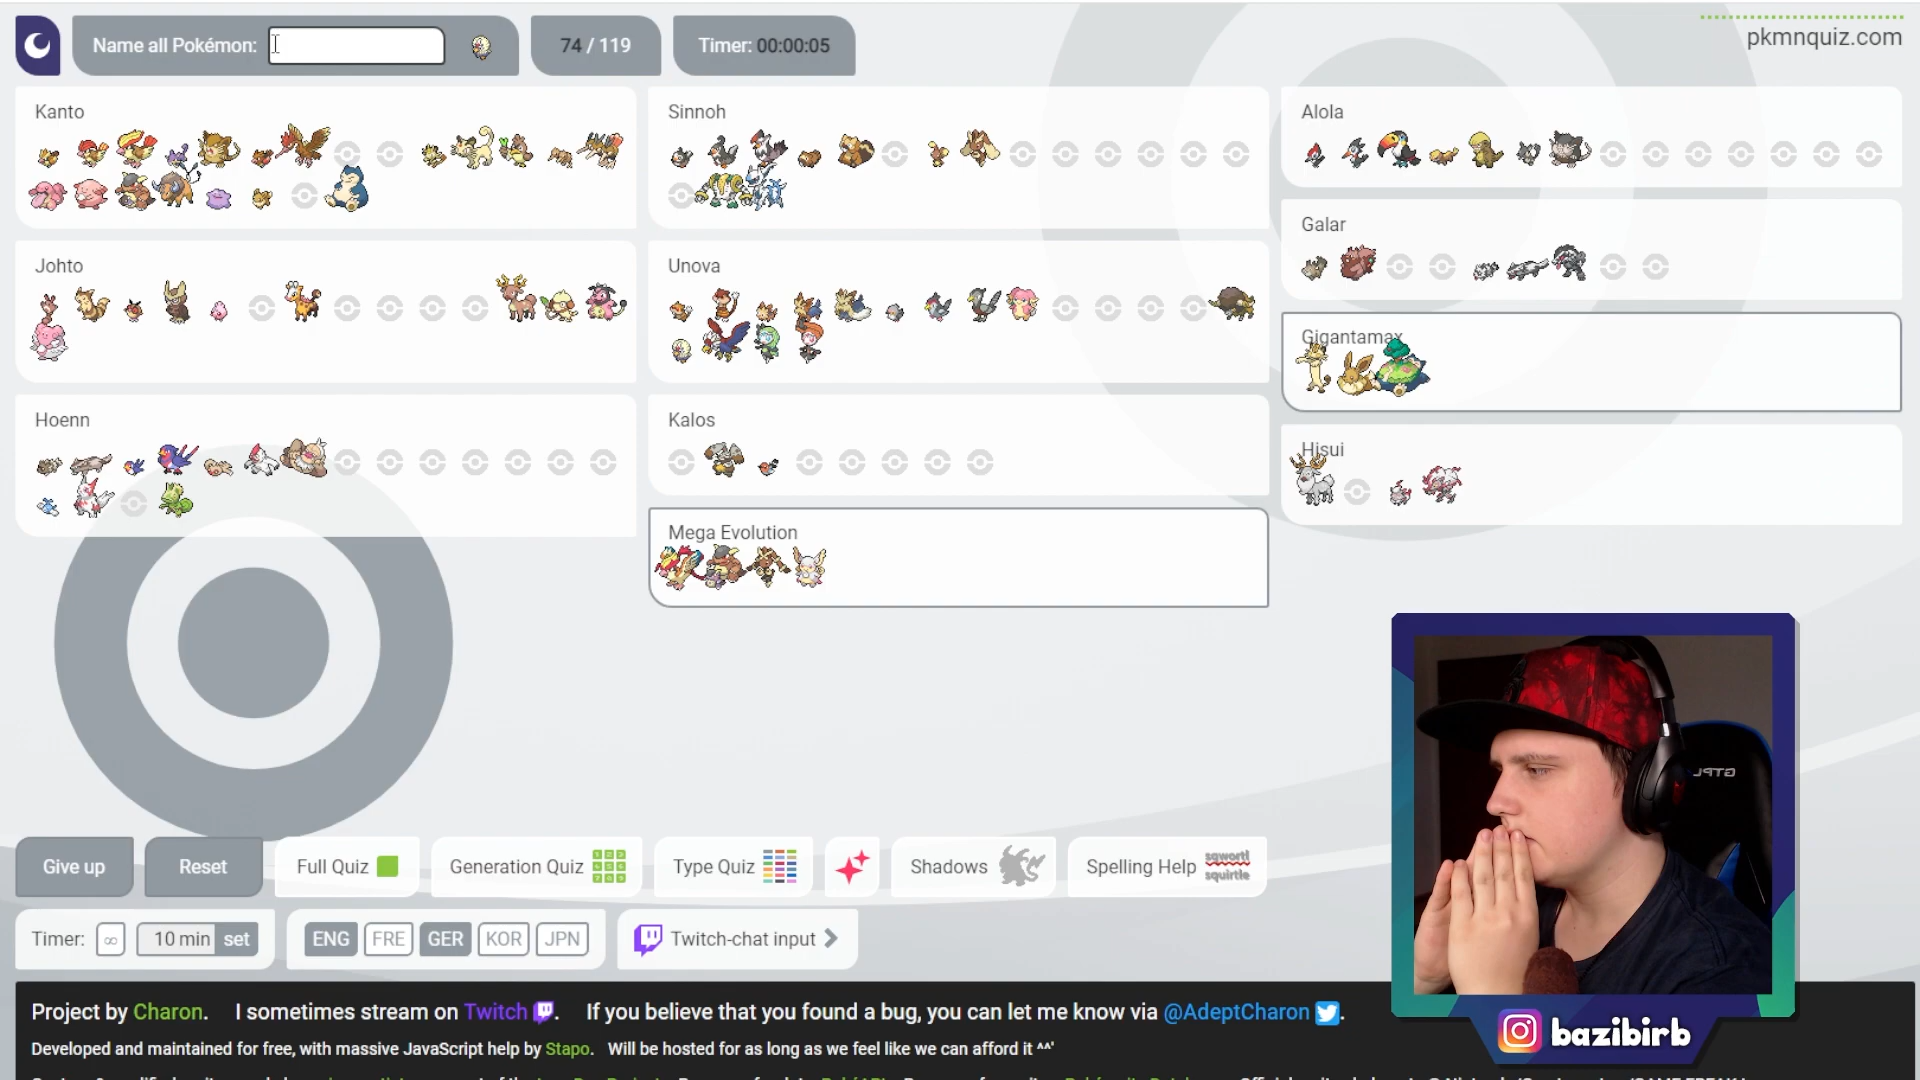 Name all Pokémon:
74 / 119
Timer: 00:00:05
pkmnquiz.com
Kanto
Sinnoh
Alola
Galar
Johto
Unova
Gigantamax
Hoenn
Kalos
Hisui
Mega Evolution
GTPL
Give up
Reset
Full Quiz
Generation Quiz
Type Quiz
Shadows
Spelling Help
sqwortl
squirtle
Timer: ∞ 10 min set
ENG FRE GER KOR JPN
Twitch-chat input
Project by Charon. I sometimes stream on Twitch. If you believe that you found a bug, you can let me know via @AdeptCharon.
Developed and maintained for free, with massive JavaScript help by Stapo. Will be hosted for as long as we feel like we can afford it ^^'
bazibirb